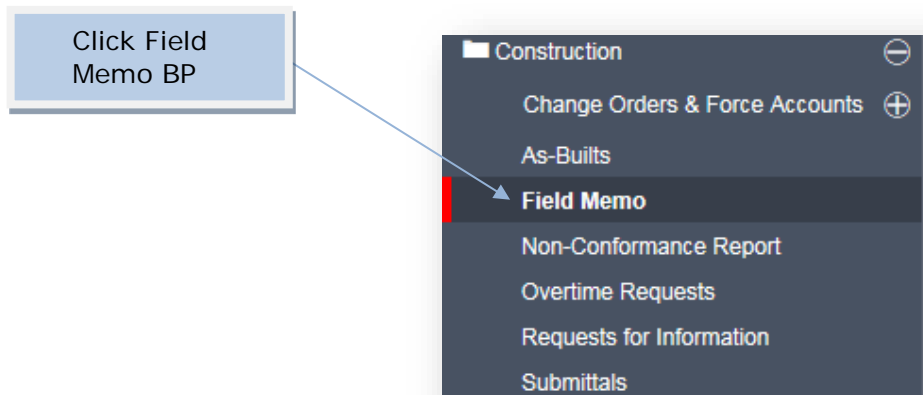 Click Field
Memo BP
Construction
Change Orders & Force Accounts
As-Builts
Field Memo
Non-Conformance Report
Overtime Requests
Requests for Information
Submittals